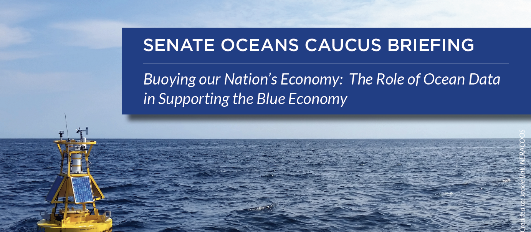 SENATE OCEANS CAUCUS BRIEFING
Buoying our Nation's Economy:  The Role of Ocean Data
in Supporting the Blue Economy